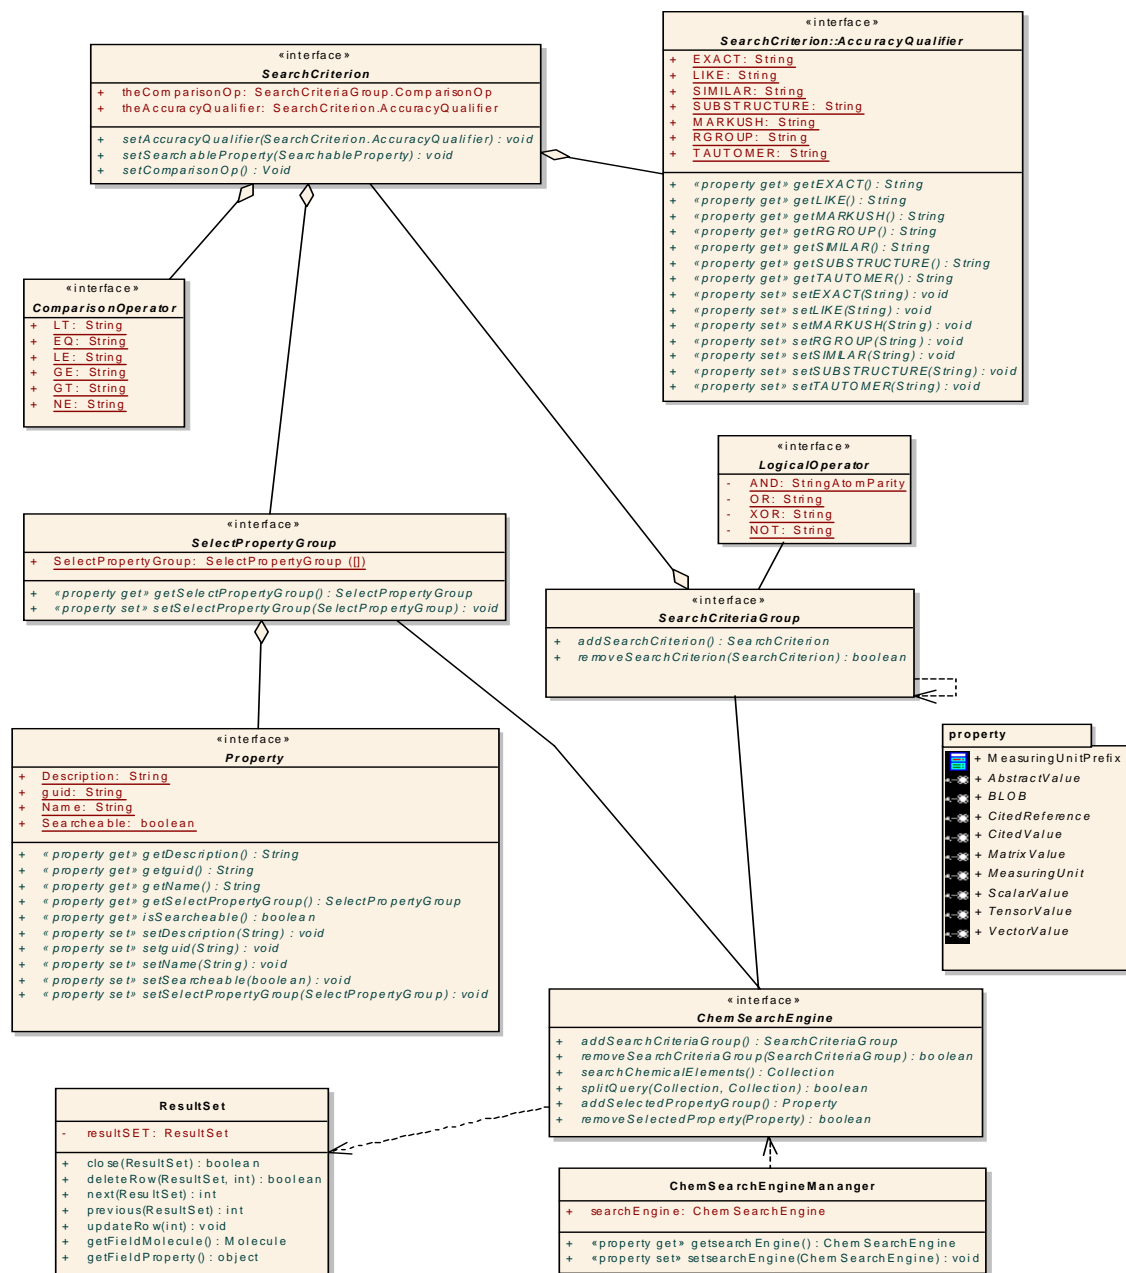 «interface»
SearchCriterion
+ theComparisonOp: SearchCriteriaGroup.ComparisonOp
+ theAccuracyQualifier: SearchCriterion.AccuracyQualifier
+ setAccuracyQualifier(SearchCriterion.AccuracyQualifier) : void
+ setSearchableProperty(SearchableProperty) : void
+ setComparisonOp() : Void
«interface»
SearchCriterion::AccuracyQualifier
+ EXACT: String
+ LIKE: String
+ SIMILAR: String
+ SUBSTRUCTURE: String
+ MARKUSH: String
+ RGROUP: String
+ TAUTOMER: String
+ «property get» getEXACT() : String
+ «property get» getLIKE() : String
+ «property get» getMARKUSH() : String
+ «property get» getRGROUP() : String
+ «property get» getSIMILAR() : String
+ «property get» getSUBSTRUCTURE() : String
+ «property get» getTAUTOMER() : String
+ «property set» setEXACT(String) : void
+ «property set» setLIKE(String) : void
+ «property set» setMARKUSH(String) : void
+ «property set» setRGROUP(String) : void
+ «property set» setSIMILAR(String) : void
+ «property set» setSUBSTRUCTURE(String) : void
+ «property set» setTAUTOMER(String) : void
«interface»
ComparisonOperator
+ LT: String
+ EQ: String
+ LE: String
+ GE: String
+ GT: String
+ NE: String
«interface»
LogicalOperator
- AND: StringAtomParity
- OR: String
- XOR: String
- NOT: String
«interface»
SelectPropertyGroup
+ SelectPropertyGroup: SelectPropertyGroup ([])
+ «property get» getSelectPropertyGroup() : SelectPropertyGroup
+ «property set» setSelectPropertyGroup(SelectPropertyGroup) : void
«interface»
SearchCriteriaGroup
+ addSearchCriterion() : SearchCriterion
+ removeSearchCriterion(SearchCriterion) : boolean
«interface»
Property
+ Description: String
+ guid: String
+ Name: String
+ Searcheable: boolean
+ «property get» getDescription() : String
+ «property get» getguid() : String
+ «property get» getName() : String
+ «property get» getSelectPropertyGroup() : SelectPropertyGroup
+ «property get» isSearcheable() : boolean
+ «property set» setDescription(String) : void
+ «property set» setguid(String) : void
+ «property set» setName(String) : void
+ «property set» setSearcheable(boolean) : void
+ «property set» setSelectPropertyGroup(SelectPropertyGroup) : void
property
+ MeasuringUnitPrefix
+ AbstractValue
+ BLOB
+ CitedReference
+ CitedValue
+ MatrixValue
+ MeasuringUnit
+ ScalarValue
+ TensorValue
+ VectorValue
«interface»
ChemSearchEngine
+ addSearchCriteriaGroup() : SearchCriteriaGroup
+ removeSearchCriteriaGroup(SearchCriteriaGroup) : boolean
+ searchChemicalElements() : Collection
+ splitQuery(Collection, Collection) : boolean
+ addSelectedPropertyGroup() : Property
+ removeSelectedProperty(Property) : boolean
ResultSet
- resultSET: ResultSet
+ close(ResultSet) : boolean
+ deleteRow(ResultSet, int) : boolean
+ next(ResultSet) : int
+ previous(ResultSet) : int
+ updateRow(int) : void
+ getFieldMolecule() : Molecule
+ getFieldProperty() : object
ChemSearchEngineMananger
+ searchEngine: ChemSearchEngine
+ «property get» getsearchEngine() : ChemSearchEngine
+ «property set» setsearchEngine(ChemSearchEngine) : void